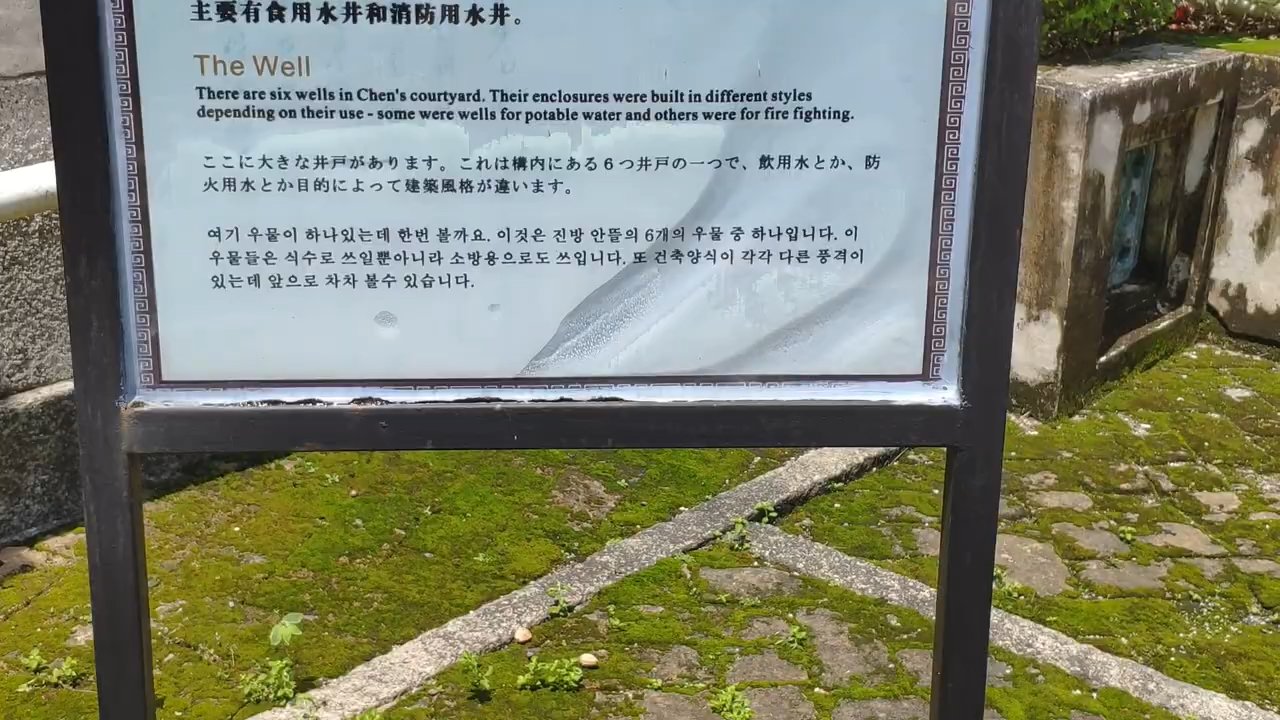 主要有食用水井和消防用水井。
The Well
There are six wells in Chen's courtyard. Their enclosures were built in different styles
depending on their use - some were wells for potable water and others were for fire fighting.
ここに大きな井戸があります。これは構内にある６つ井戸の一つで、飲用水とか、防
火用水とか目的によって建築風格が違います。
여기 우물이 하나있는데 한번 볼까요. 이것은 진방 안뜰의 6개의 우물 중 하나입니다. 이
우물들은 식수로 쓰일뿐아니라 소방용으로도 쓰입니다. 또 건축양식이 각각 다른 풍격이
있는데 앞으로 차차 볼수 있습니다.